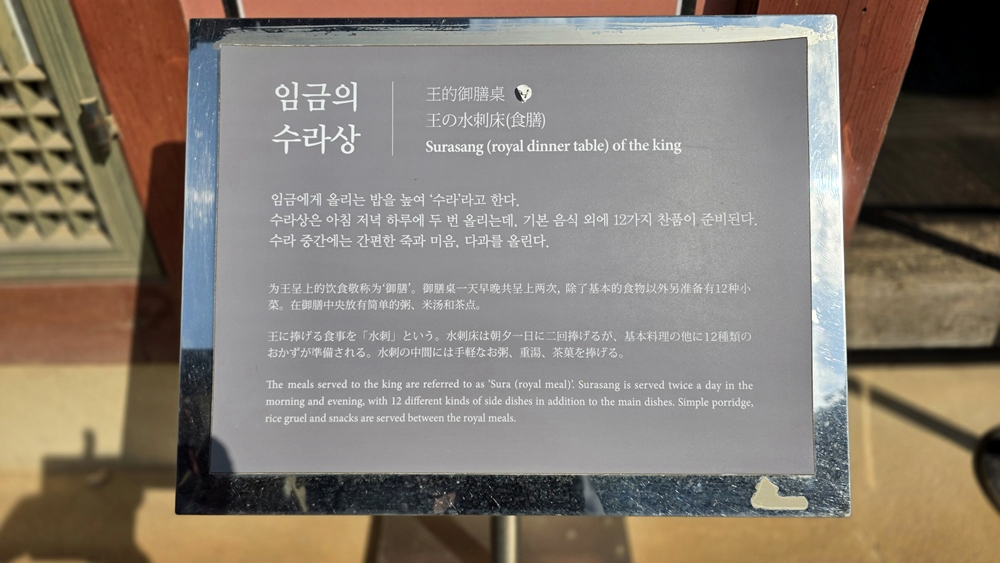 임금의
수라상
王的御膳桌
王の水刺床(食膳)
Surasang (royal dinner table) of the king
임금에게 올리는 밥을 높여 '수라'라고 한다.
수라상은 아침 저녁 하루에 두 번 올리는데, 기본 음식 외에 12가지 찬품이 준비된다.
수라 중간에는 간편한 죽과 미음, 다과를 올린다.
为王呈上的饮食敬称为‘御膳’。御膳桌一天早晚共呈上两次, 除了基本的食物以外另准备有12种小
菜。在御膳中央放有简单的粥、米汤和茶点。
王に捧げる食事を「水刺」という。水刺床は朝夕一日に二回捧げるが、基本料理の他に12種類の
おかずが準備される。水刺の中間には手軽なお粥、重湯、茶菓を捧げる。
The meals served to the king are referred to as 'Sura (royal meal)'. Surasang is served twice a day in the
morning and evening, with 12 different kinds of side dishes in addition to the main dishes. Simple porridge,
rice gruel and snacks are served between the royal meals.